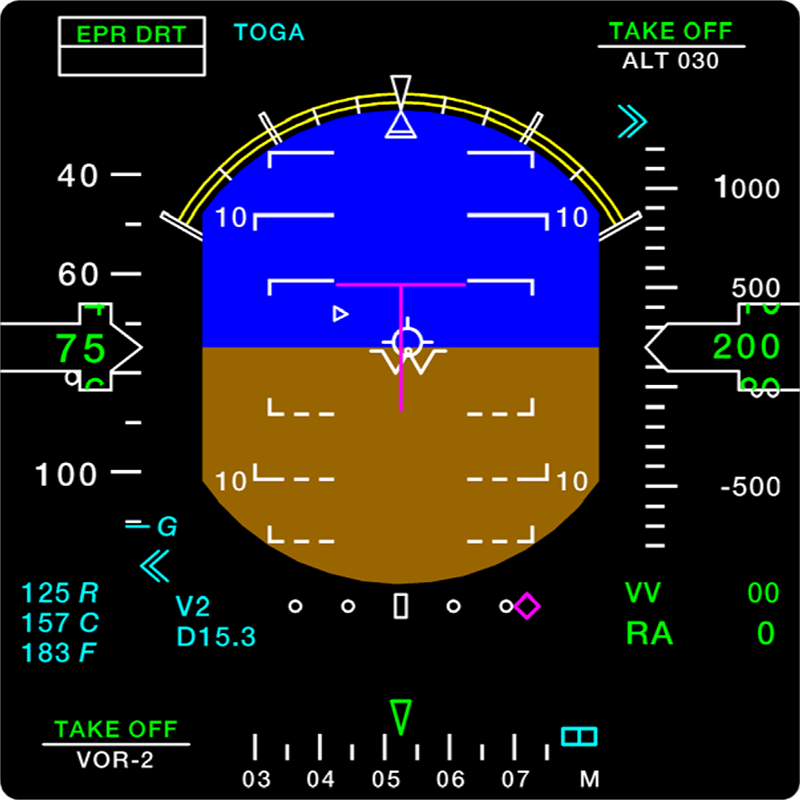 EPR DRT
TOGA
TAKE OFF
ALT 030
40
60
75
100
G
10
10
10
10
1000
500
200
-500
125 R
157 C
183 F
V2
D15.3
VV 00
RA 0
TAKE OFF
VOR-2
03 04 05 06 07 M